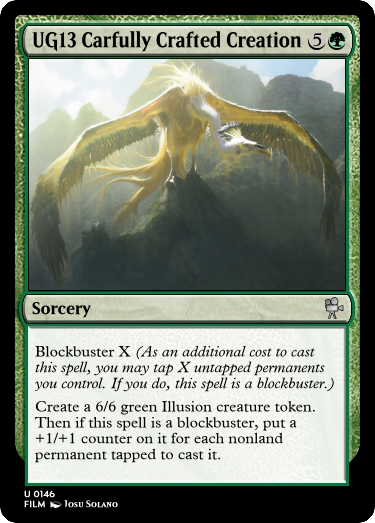 UG13 Carfully Crafted Creation 5
Sorcery
Blockbuster X (As an additional cost to cast
this spell, you may tap X untapped permanents
you control. If you do, this spell is a blockbuster.)
Create a 6/6 green Illusion creature token.
Then if this spell is a blockbuster, put a
+1/+1 counter on it for each nonland
permanent tapped to cast it.
U 0146
FILM Josu Solano